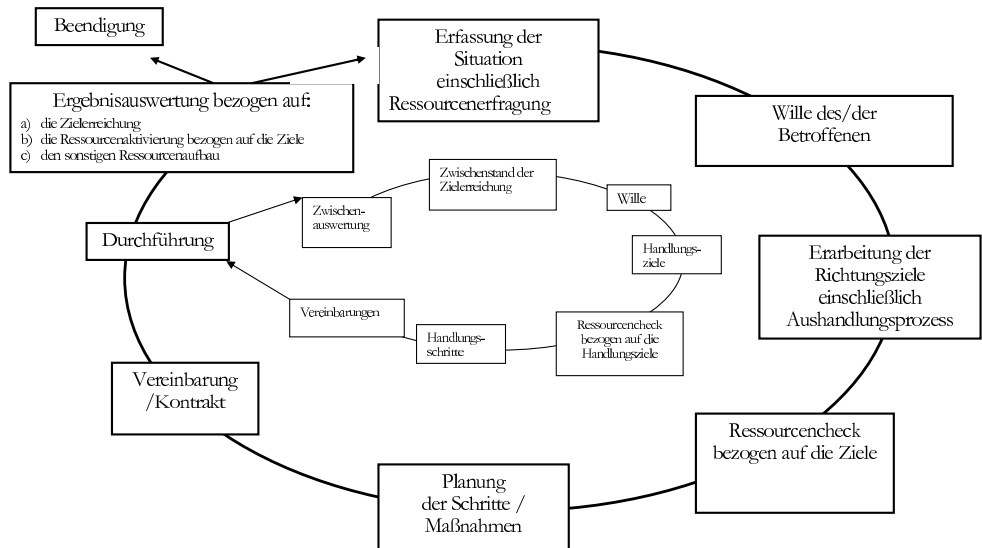 Beendigung
Erfassung der
Situation
einschließlich
Ressourcenerfragung
Ergebnisauswertung bezogen auf:
a) die Zielerreichung
b) die Ressourcenaktivierung bezogen auf die Ziele
c) den sonstigen Ressourcenaufbau
Wille des/der
Betroffenen
Zwischenstand der
Zielerreichung
Wille
Zwischen-
auswertung
Durchführung
Handlungs-
ziele
Erarbeitung der
Richtungsziele
einschließlich
Aushandlungsprozess
Vereinbarungen
Handlungs-
schritte
Ressourcencheck
bezogen auf die
Handlungsziele
Vereinbarung
/Kontrakt
Ressourcencheck
bezogen auf die Ziele
Planung
der Schritte /
Maßnahmen